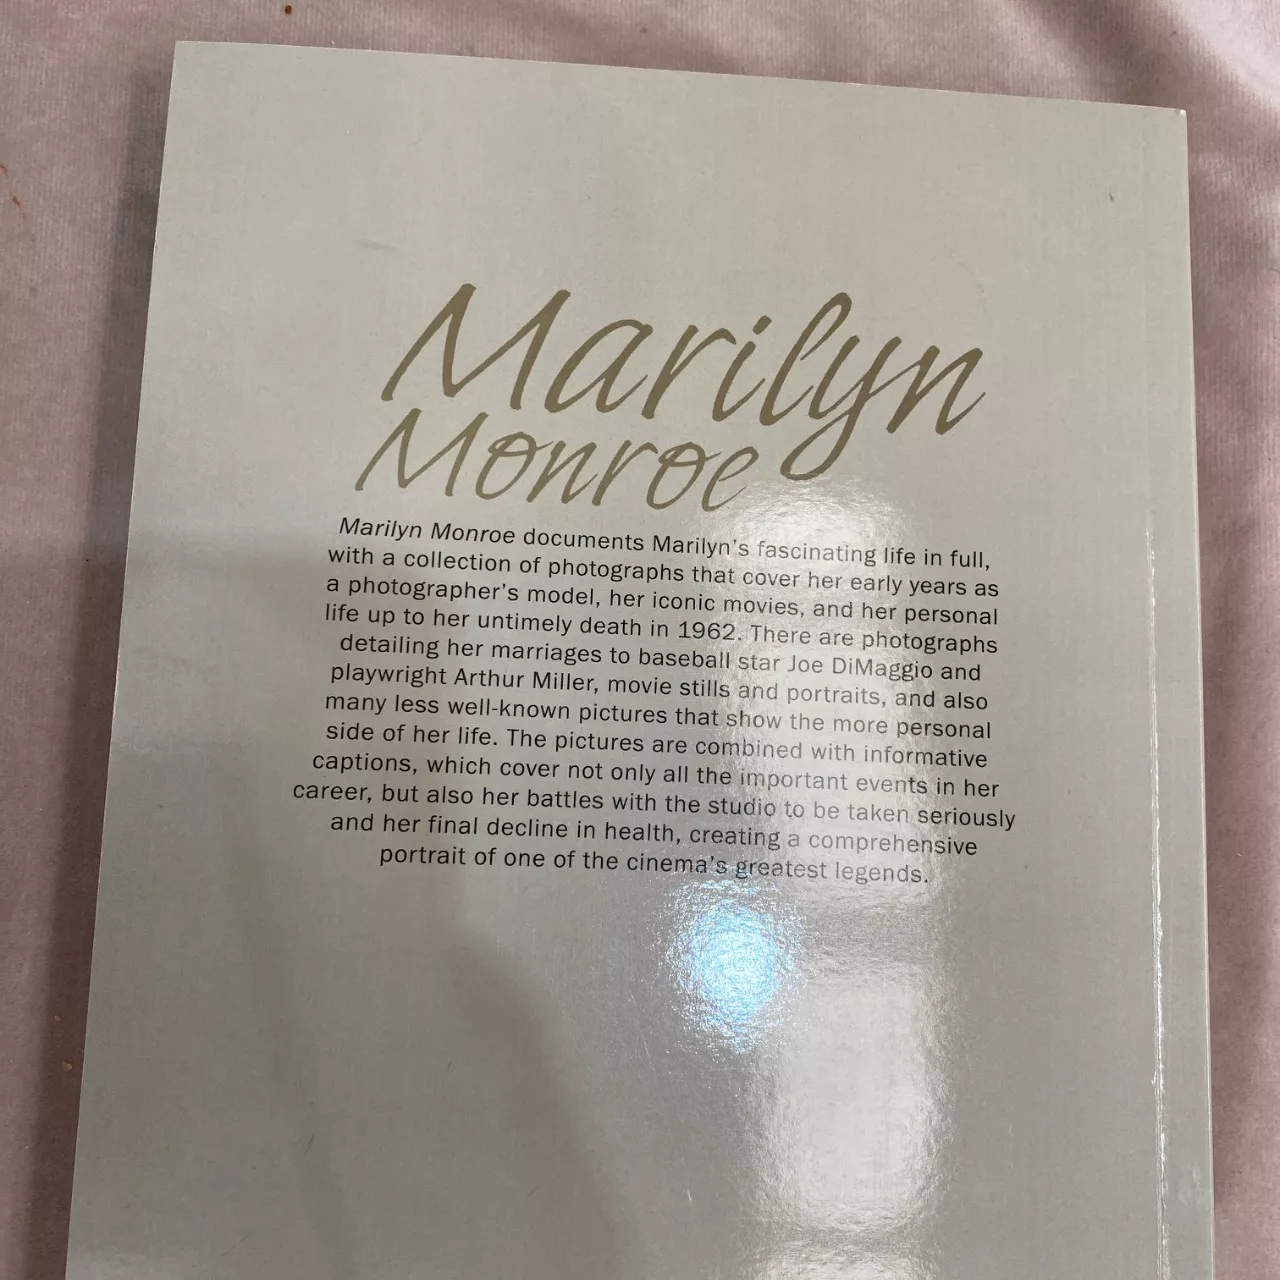 Marilyn
Monroe
Marilyn Monroe documents Marilyn's fascinating life in full,
with a collection of photographs that cover her early years as
a photographer's model, her iconic movies, and her personal
life up to her untimely death in 1962. There are photographs
detailing her marriages to baseball star Joe DiMaggio and
playwright Arthur Miller, movie stills and portraits, and also
many less well-known pictures that show the more personal
side of her life. The pictures are combined with informative
captions, which cover not only all the important events in her
career, but also her battles with the studio to be taken seriously
and her final decline in health, creating a comprehensive
portrait of one of the cinema's greatest legends.